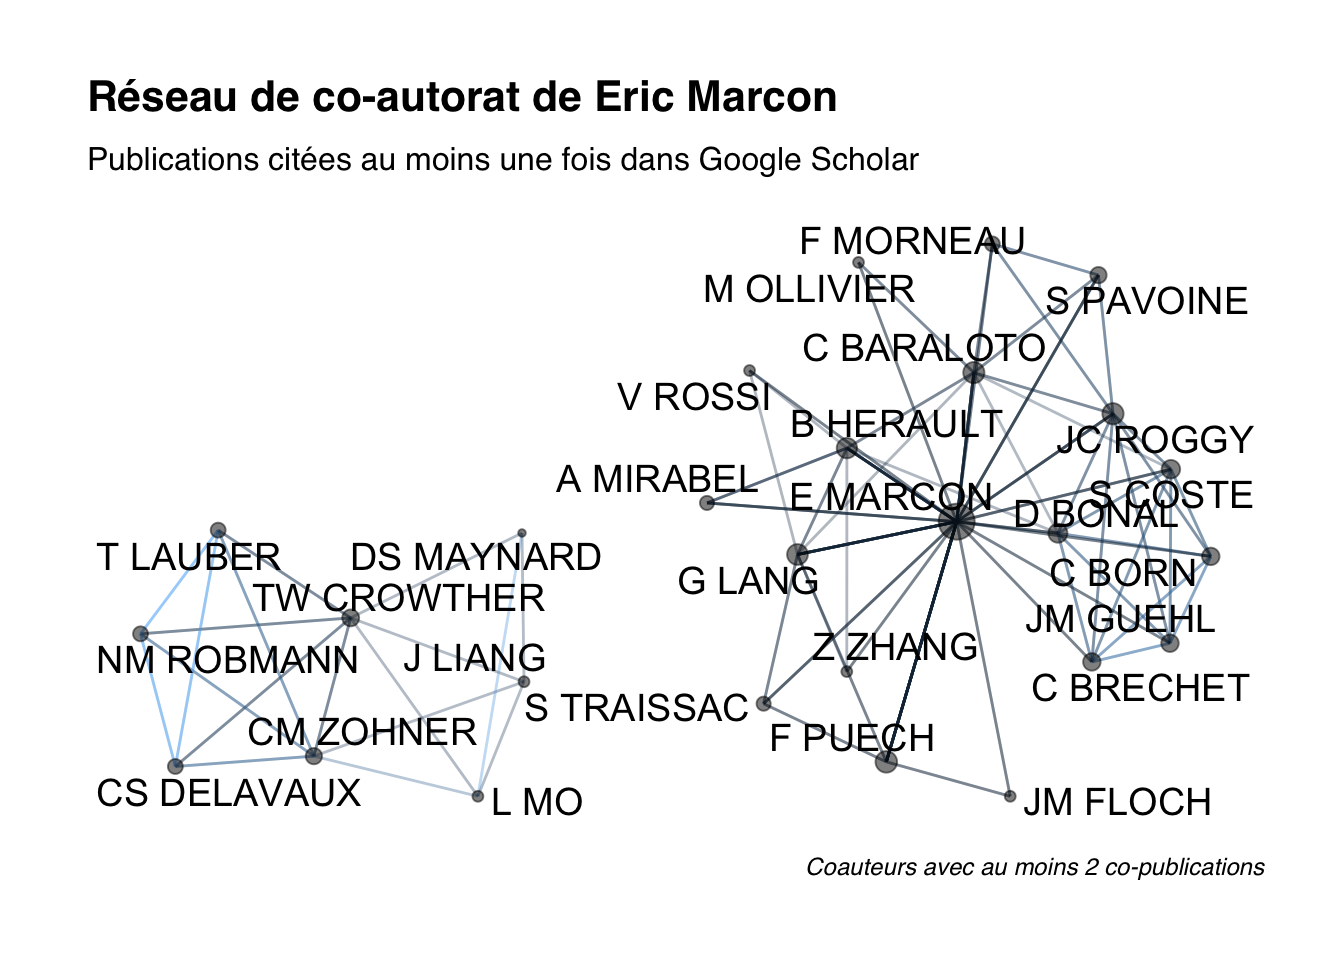 Réseau de co-autorat de Eric Marcon
Publications citées au moins une fois dans Google Scholar
F MORNEAU
M OLLIVIER
S PAVOINE
C BARALOTO
V ROSSI
B HERAULT
JC ROGGY
A MIRABEL
E MARCON
S COSTE
D BONAL
T LAUBER
DS MAYNARD
G LANG
C BORN
TW CROWTHER
JM GUEHL
NM ROBMANN
J LIANG
Z ZHANG
C BRECHET
S TRAISSAC
CM ZOHNER
F PUECH
CS DELAVAUX
L MO
JM FLOCH
Coauteurs avec au moins 2 co-publications